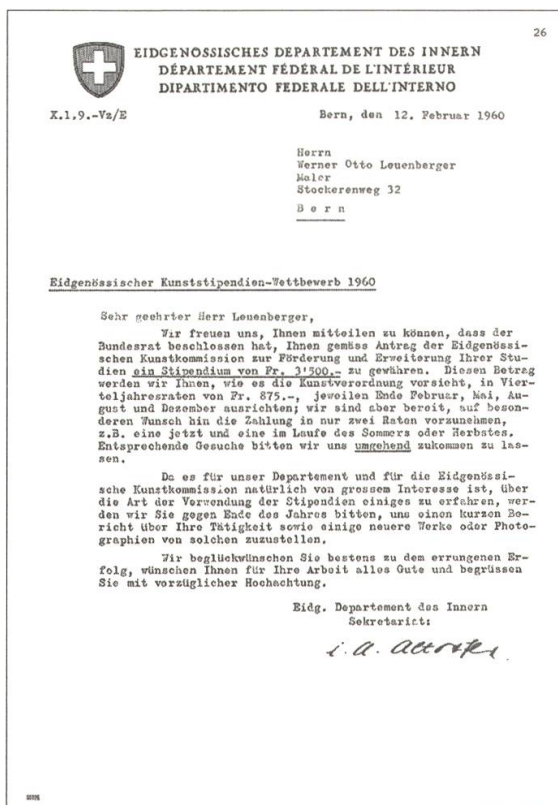 26
EIDGENÖSSISCHES DEPARTEMENT DES INNERN
DÉPARTEMENT FÉDÉRAL DE L'INTÉRIEUR
DIPARTIMENTO FEDERALE DELL'INTERNO
X.1,9.-Vz/E Bern, den 12. Februar 1960
Herrn
Werner Otto Leuenberger
Maler
Stockerenweg 32
B e r n
Eidgenössischer Kunststipendien-Wettbewerb 1960
Sehr geehrter Herr Leuenberger,
Wir freuen uns, Ihnen mitteilen zu können, dass der
Bundesrat beschlossen hat, Ihnen gemäss Antrag der Eidgenössi-
schen Kunstkommission zur Förderung und Erweiterung Ihrer Stu-
dien ein Stipendium von Fr. 3'500.- zu gewähren. Diesen Betrag
werden wir Ihnen, wie es die Kunstverordnung vorsieht, in Vier-
teljahresraten von Fr. 875.-, jeweilen Ende Februar, Mai, Au-
gust und Dezember ausrichten; wir sind aber bereit, auf beson-
deren Wunsch hin die Zahlung in nur zwei Raten vorzunehmen,
z.B. eine jetzt und eine im Laufe des Sommers oder Herbstes.
Entsprechende Gesuche bitten wir uns umgehend zukommen zu las-
sen.
Da es für unser Departement und für die Eidgenössi-
sche Kunstkommission natürlich von grossem Interesse ist, über
die Art der Verwendung der Stipendien einiges zu erfahren, wer-
den wir Sie gegen Ende des Jahres bitten, uns einen kurzen Be-
richt über Ihre Tätigkeit sowie einige neuere Werke oder Photo-
graphien von solchen zuzustellen.
Wir beglückwünschen Sie bestens zu dem errungenen Er-
folg, wünschen Ihnen für Ihre Arbeit alles Gute und begrüssen
Sie mit vorzüglicher Hochachtung.
Eidg. Departement des Innern
Sekretariat:
i. A.